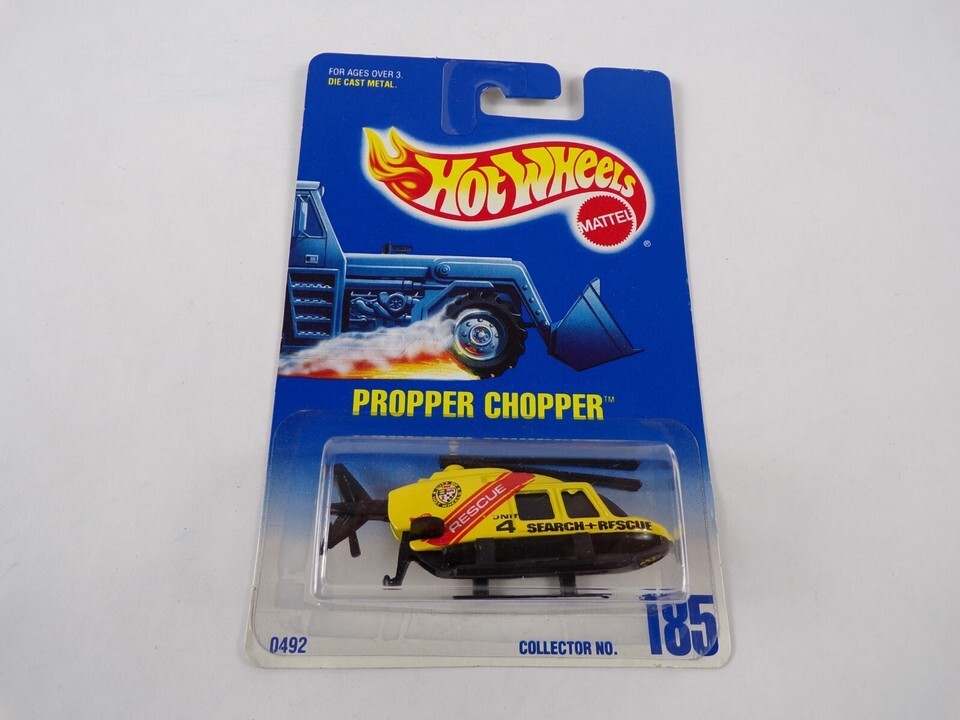 FOR AGES OVER 3.
DIE CAST METAL.
HOT WHEELS
MATTEL
®
PROPPER CHOPPER™
RESCUE
UNIT
4 SEARCH+RESCUE
0492
COLLECTOR NO.
185